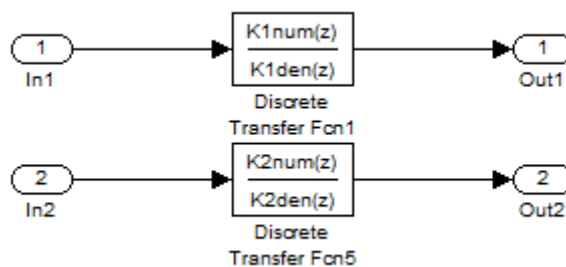 K1num(z)
1
1
K1den(z)
In1
Out1
Discrete
Transfer Fcn1
K2num(z)
2
2
K2den(z)
In2
Out2
Discrete
Transfer Fcn5